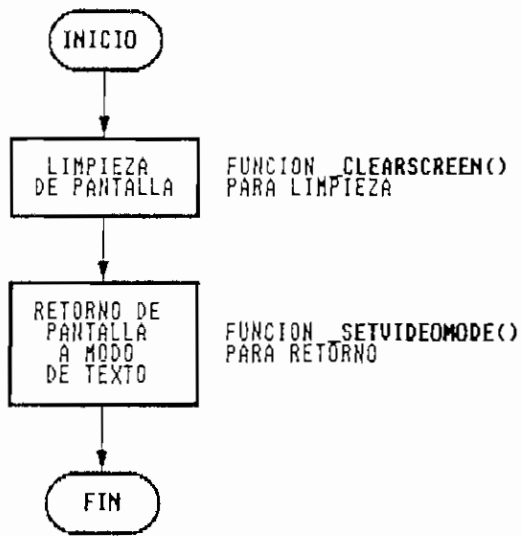 INICIO
LIMPIEZA
DE PANTALLA
FUNCION _CLEARSCREEN()
PARA LIMPIEZA
RETORNO DE
PANTALLA
A MODO
DE TEXTO
FUNCION _SETVIDEOMODE()
PARA RETORNO
FIN